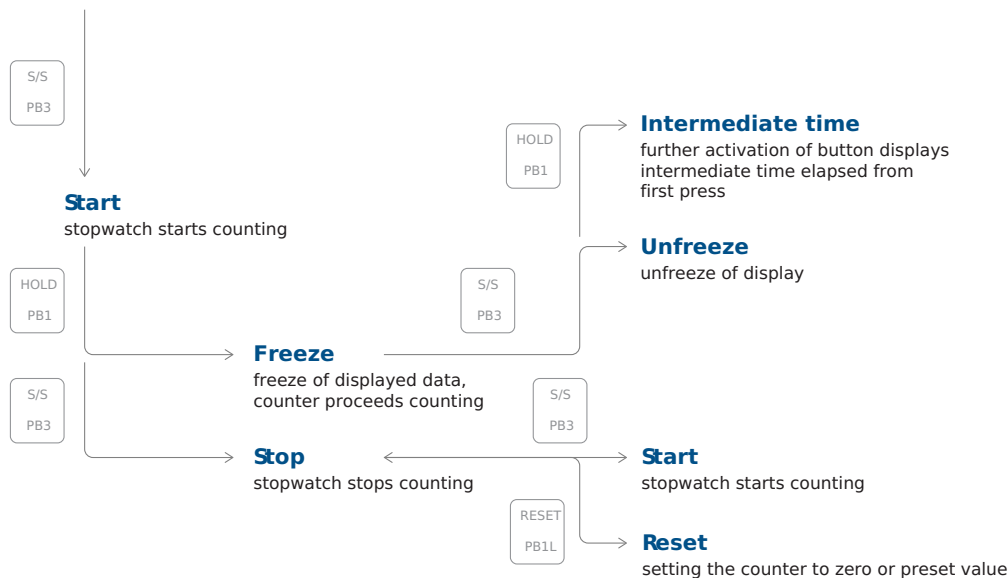 S/S
PB3
Start
stopwatch starts counting
HOLD
PB1
Intermediate time
further activation of button displays
intermediate time elapsed from
first press
Unfreeze
unfreeze of display
HOLD
PB1
S/S
PB3
Freeze
freeze of displayed data,
counter proceeds counting
S/S
PB3
S/S
PB3
Stop
stopwatch stops counting
Start
stopwatch starts counting
RESET
PB1L
Reset
setting the counter to zero or preset value